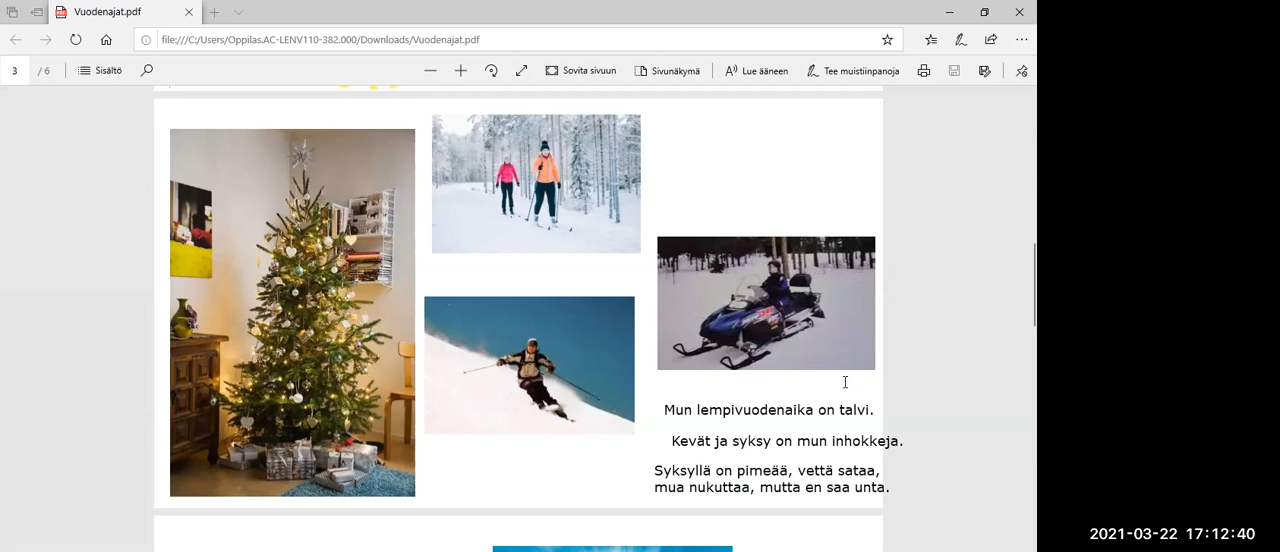 Vuodenajat.pdf
file:///C:/Users/Oppilas.AC-LENV110-382.000/Downloads/Vuodenajat.pdf
3 / 6 Sisältö Sovita sivuun Sivunäkymä Lue ääneen Tee muistiinpanoja
Mun lempivuodenaika on talvi.
Kevät ja syksy on mun inhokkeja.
Syksyllä on pimeää, vettä sataa,
mua nukuttaa, mutta en saa unta.
2021-03-22 17:12:40